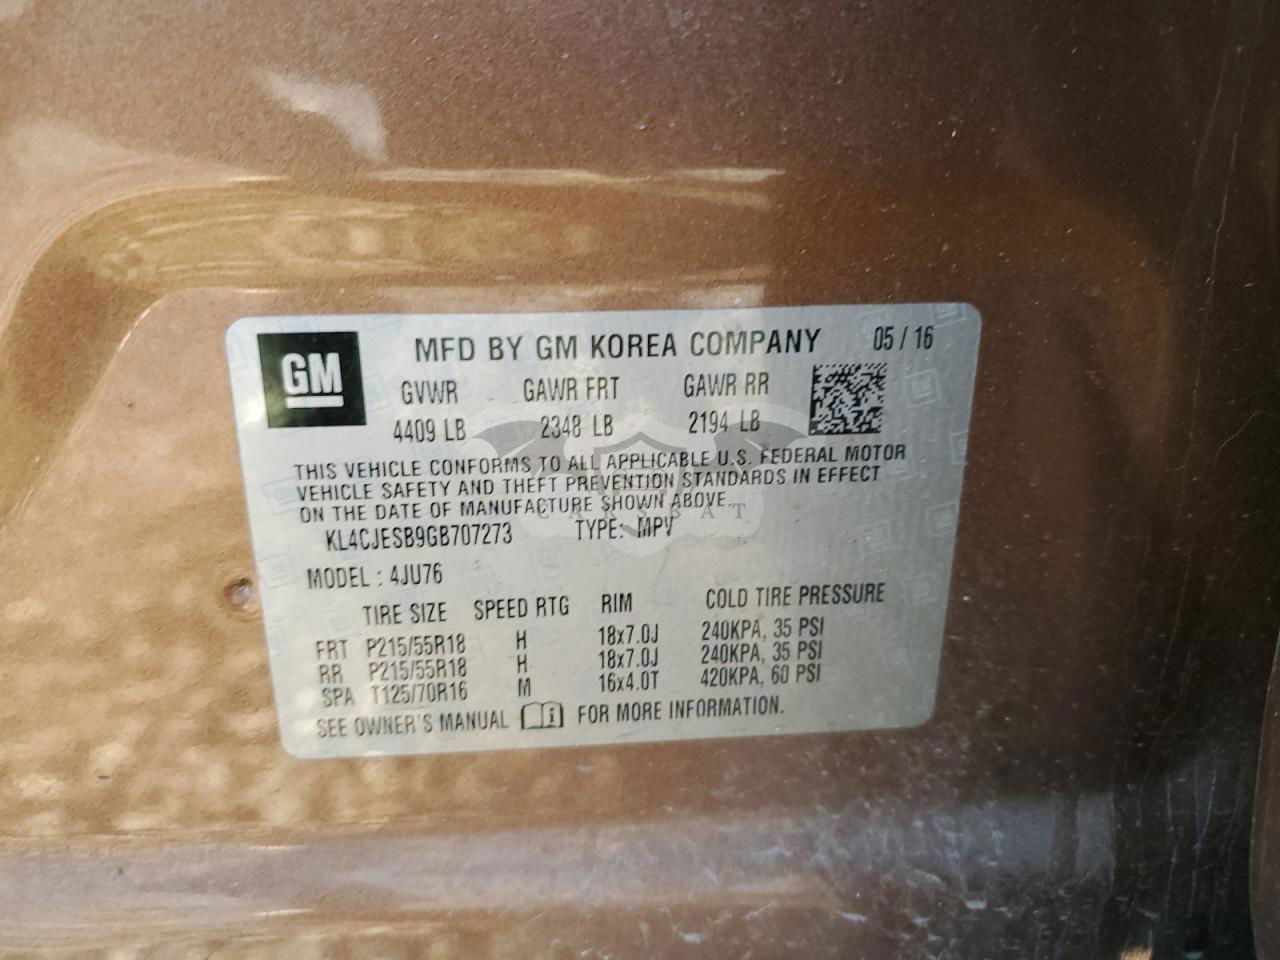 GM
MFD BY GM KOREA COMPANY 05 / 16
GVWR GAWR FRT GAWR RR
4409 LB 2348 LB 2194 LB
THIS VEHICLE CONFORMS TO ALL APPLICABLE U.S. FEDERAL MOTOR
VEHICLE SAFETY AND THEFT PREVENTION STANDARDS IN EFFECT
ON THE DATE OF MANUFACTURE SHOWN ABOVE.
CARSBAT
KL4CJESB9GB707273 TYPE: MPV
MODEL : 4JU76
TIRE SIZE SPEED RTG RIM COLD TIRE PRESSURE
FRT P215/55R18 H 18x7.0J 240KPA, 35 PSI
RR P215/55R18 H 18x7.0J 240KPA, 35 PSI
SPA T125/70R16 M 16x4.0T 420KPA, 60 PSI
SEE OWNER'S MANUAL FOR MORE INFORMATION.